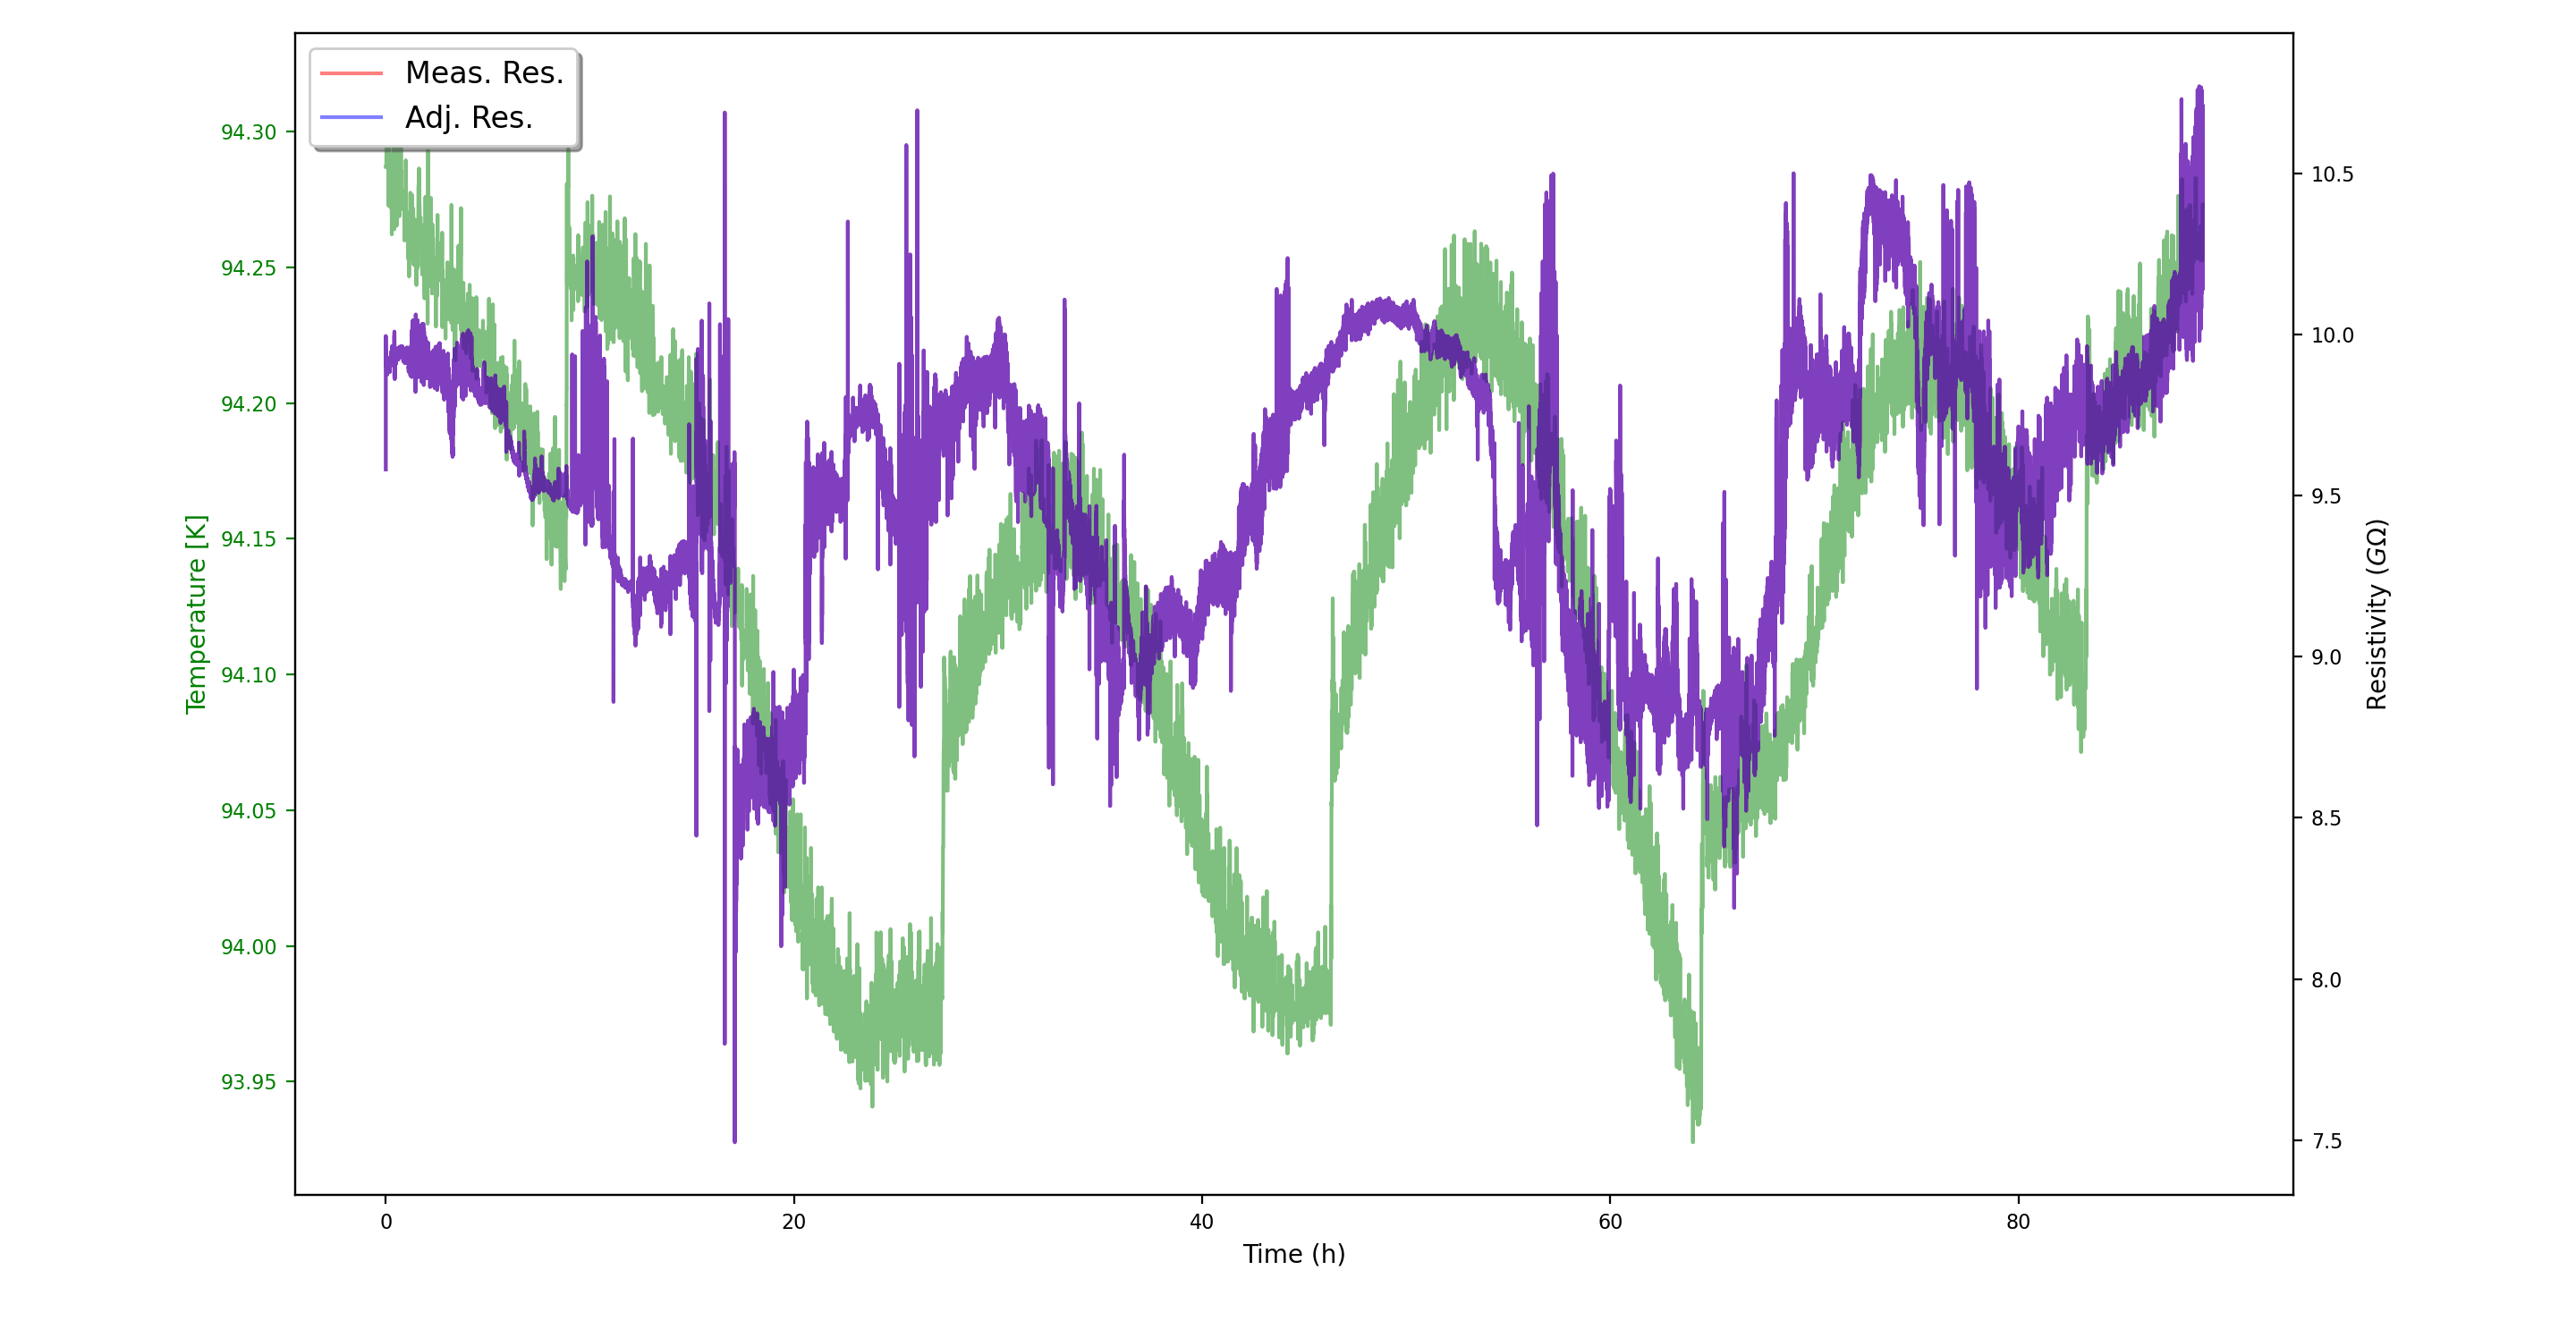 Meas. Res.
Adj. Res.
94.30
94.25
94.20
94.15
94.10
94.05
94.00
93.95
Temperature [K]
10.5
10.0
9.5
9.0
8.5
8.0
7.5
Resistivity (GΩ)
0 20 40 60 80
Time (h)